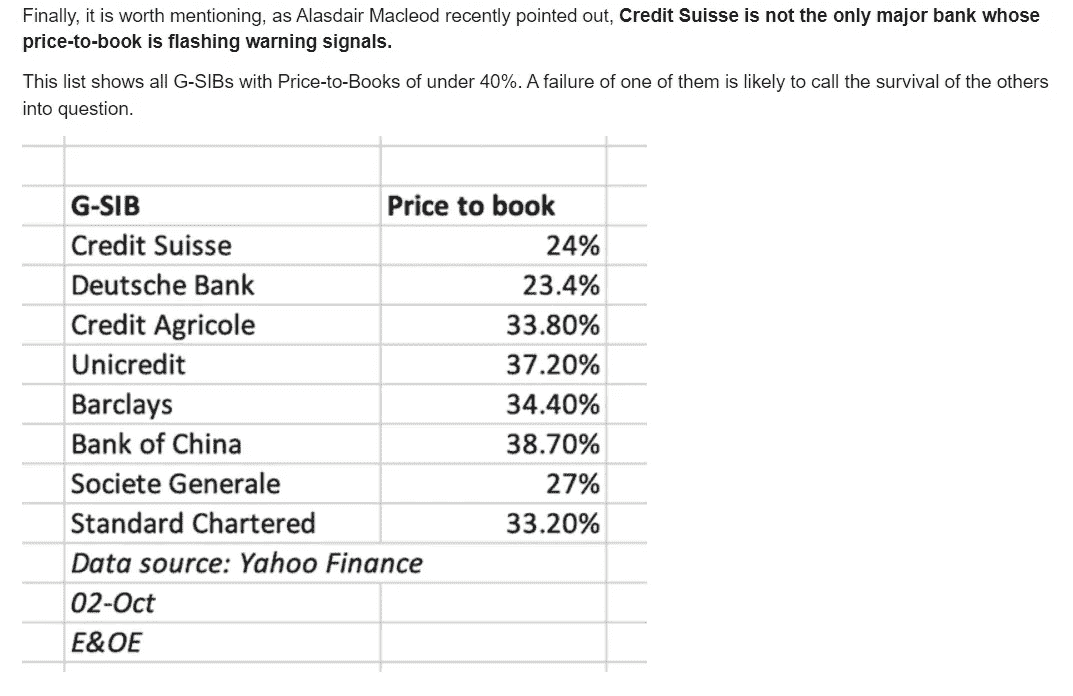 Finally, it is worth mentioning, as Alasdair Macleod recently pointed out, Credit Suisse is not the only major bank whose
price-to-book is flashing warning signals.
This list shows all G-SIBs with Price-to-Books of under 40%. A failure of one of them is likely to call the survival of the others
into question.
G-SIB Price to book
Credit Suisse 24%
Deutsche Bank 23.4%
Credit Agricole 33.80%
Unicredit 37.20%
Barclays 34.40%
Bank of China 38.70%
Societe Generale 27%
Standard Chartered 33.20%
Data source: Yahoo Finance
02-Oct
E&OE